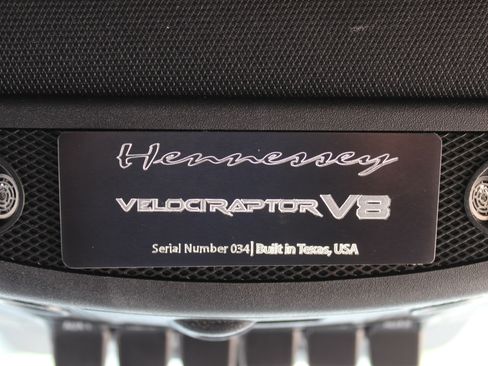 Hennessey
VELOCIRAPTOR V8
Serial Number 034 | Built in Texas, USA